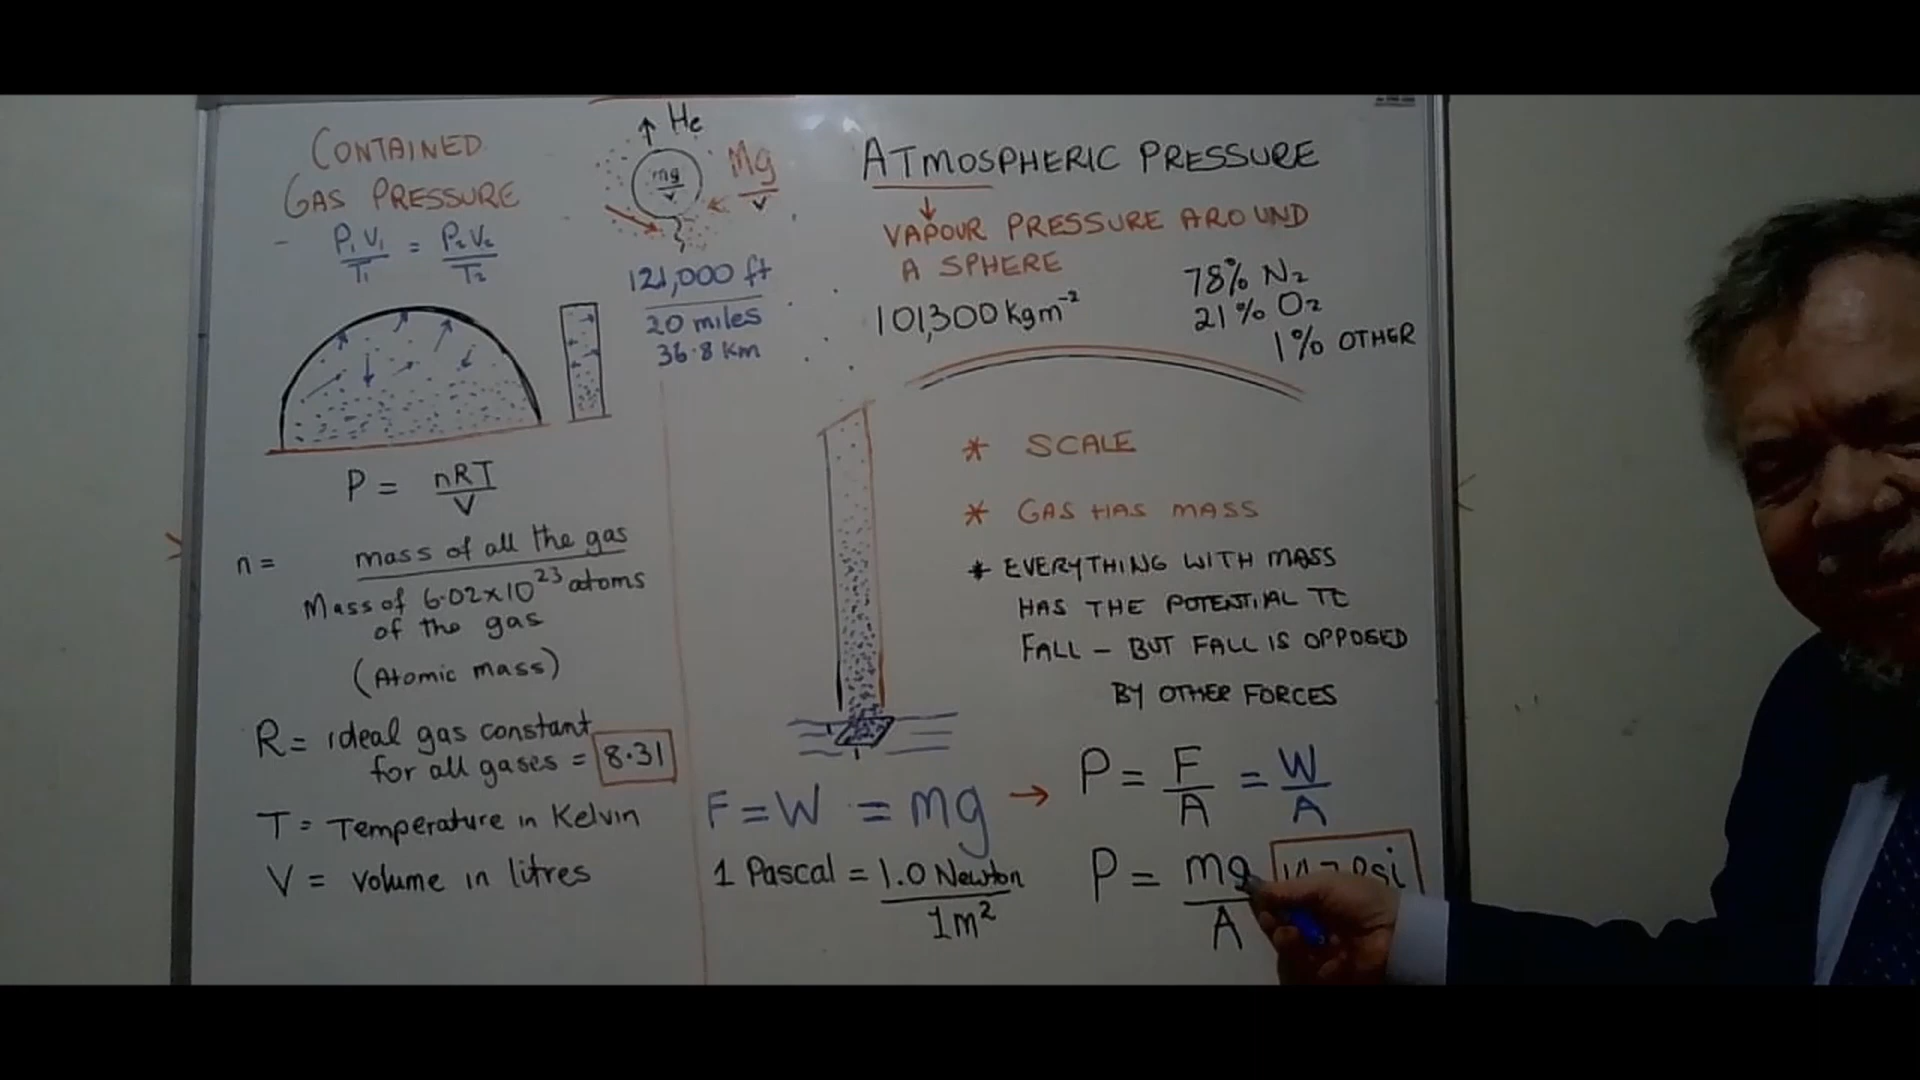 CONTAINED
GAS PRESSURE
P₁V₁/T₁ = P₂V₂/T₂
P = nRT/V
n = mass of all the gas
Mass of 6.02x10²³ atoms
of the gas
(Atomic mass)
R = ideal gas constant
for all gases = 8.31
T = Temperature in Kelvin
V = volume in litres
He
mg/v
Mg/v
121,000 ft
20 miles
36.8 km
ATMOSPHERIC PRESSURE
VAPOUR PRESSURE AROUND
A SPHERE
101,300 Kgm⁻²
78% N₂
21% O₂
1% OTHER
* SCALE
* GAS HAS MASS
* EVERYTHING WITH MASS
HAS THE POTENTIAL TO
FALL – BUT FALL IS OPPOSED
BY OTHER FORCES
F = W = mg → P = F/A = W/A
1 Pascal = 1.0 Newton
1m²
P = mg/A
psi